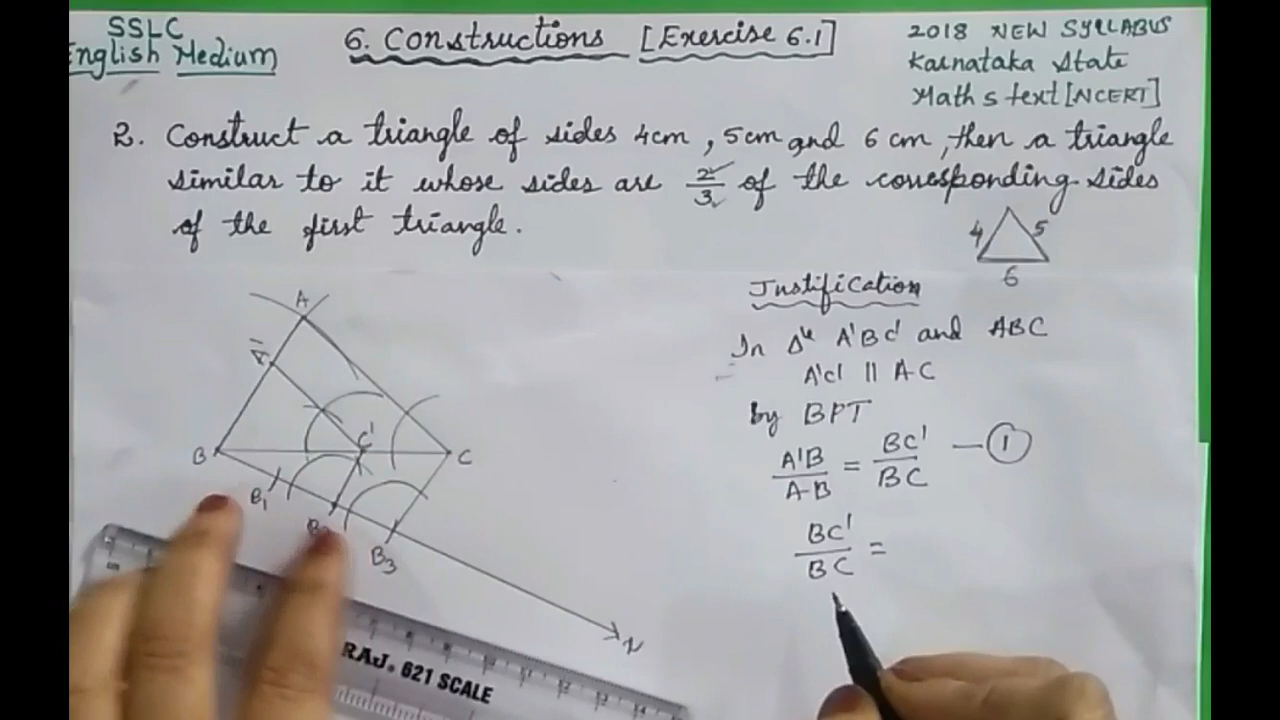 SSLC
English Medium
6. Constructions [Exercise 6.1]
2018 NEW SYLLABUS
Karnataka State
Maths text [NCERT]
2. Construct a triangle of sides 4cm, 5cm and 6 cm, then a triangle
similar to it whose sides are 2/3 of the corresponding sides
of the first triangle.
4 5
6
Justification
In Δle A'BC' and ABC
A'C' || AC
by BPT
A'B/AB = BC'/BC — 1
BC'/BC =
A
A'
B
C'
C
B1
B3
RAJ. 621 SCALE